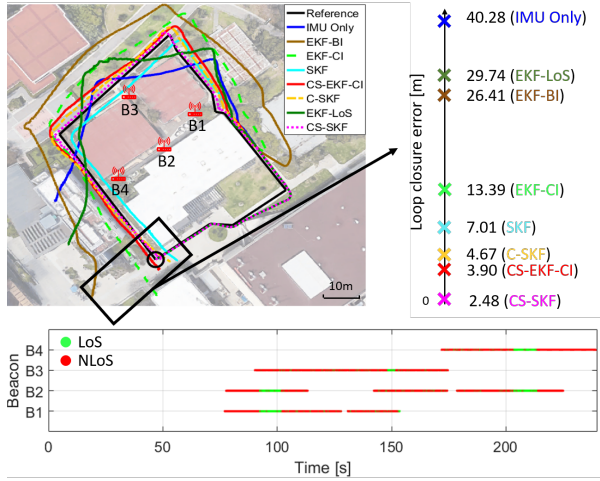 Reference
IMU Only
EKF-BI
EKF-CI
SKF
CS-EKF-CI
C-SKF
EKF-LoS
CS-SKF
B3
B1
B2
B4
10m
Loop closure error [m]
40.28 (IMU Only)
29.74 (EKF-LoS)
26.41 (EKF-BI)
13.39 (EKF-CI)
7.01 (SKF)
4.67 (C-SKF)
3.90 (CS-EKF-CI)
0
2.48 (CS-SKF)
LoS
NLoS
Beacon
B4
B3
B2
B1
0 50 100 150 200
Time [s]